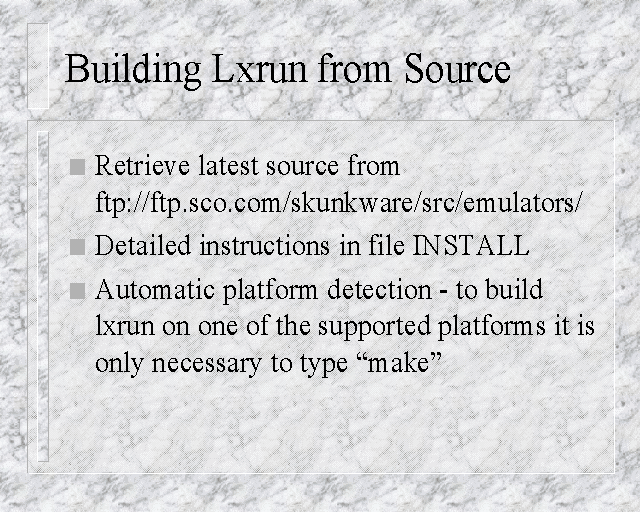 Building Lxrun from Source
Retrieve latest source from
ftp://ftp.sco.com/skunkware/src/emulators/
Detailed instructions in file INSTALL
Automatic platform detection - to build
lxrun on one of the supported platforms it is
only necessary to type “make”